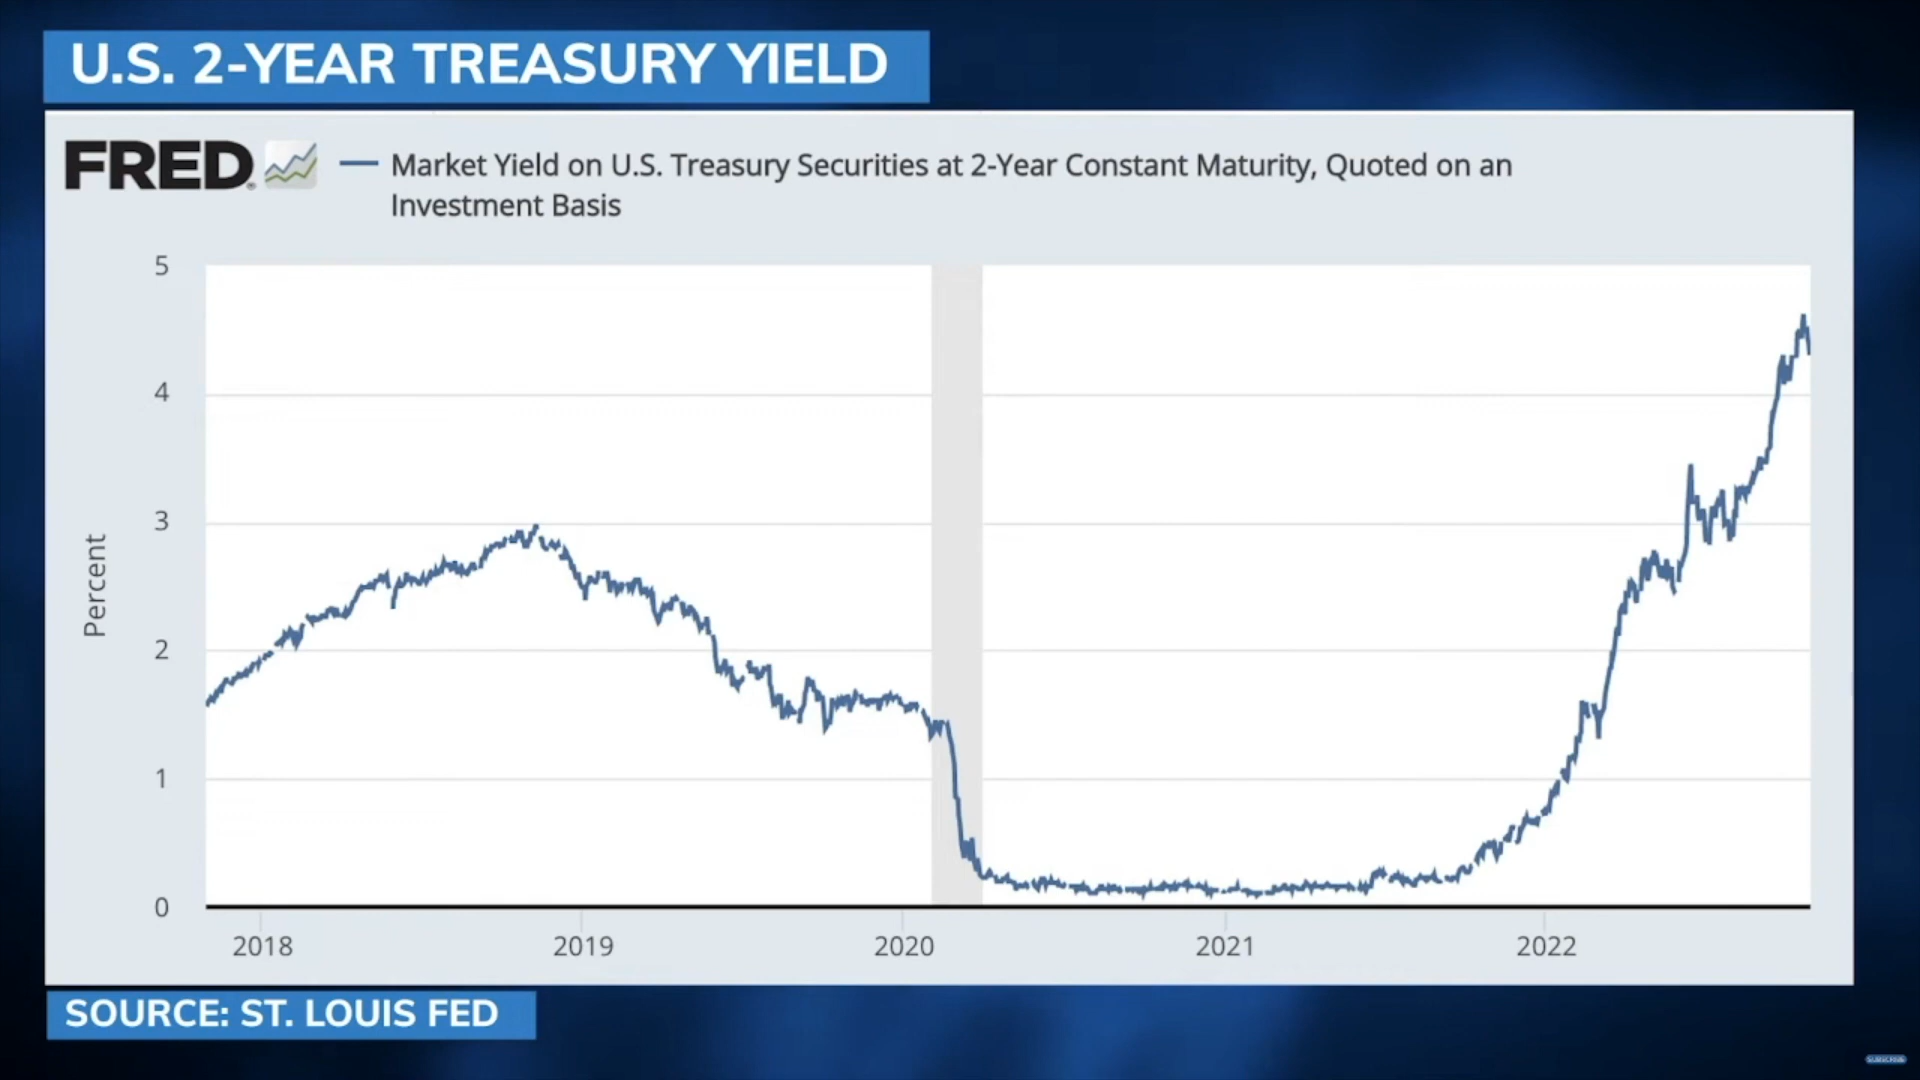 U.S. 2-YEAR TREASURY YIELD
FRED
Market Yield on U.S. Treasury Securities at 2-Year Constant Maturity, Quoted on an
Investment Basis
5
4
3
2
1
0
Percent
2018
2019
2020
2021
2022
SOURCE: ST. LOUIS FED
SUBSCRIBE